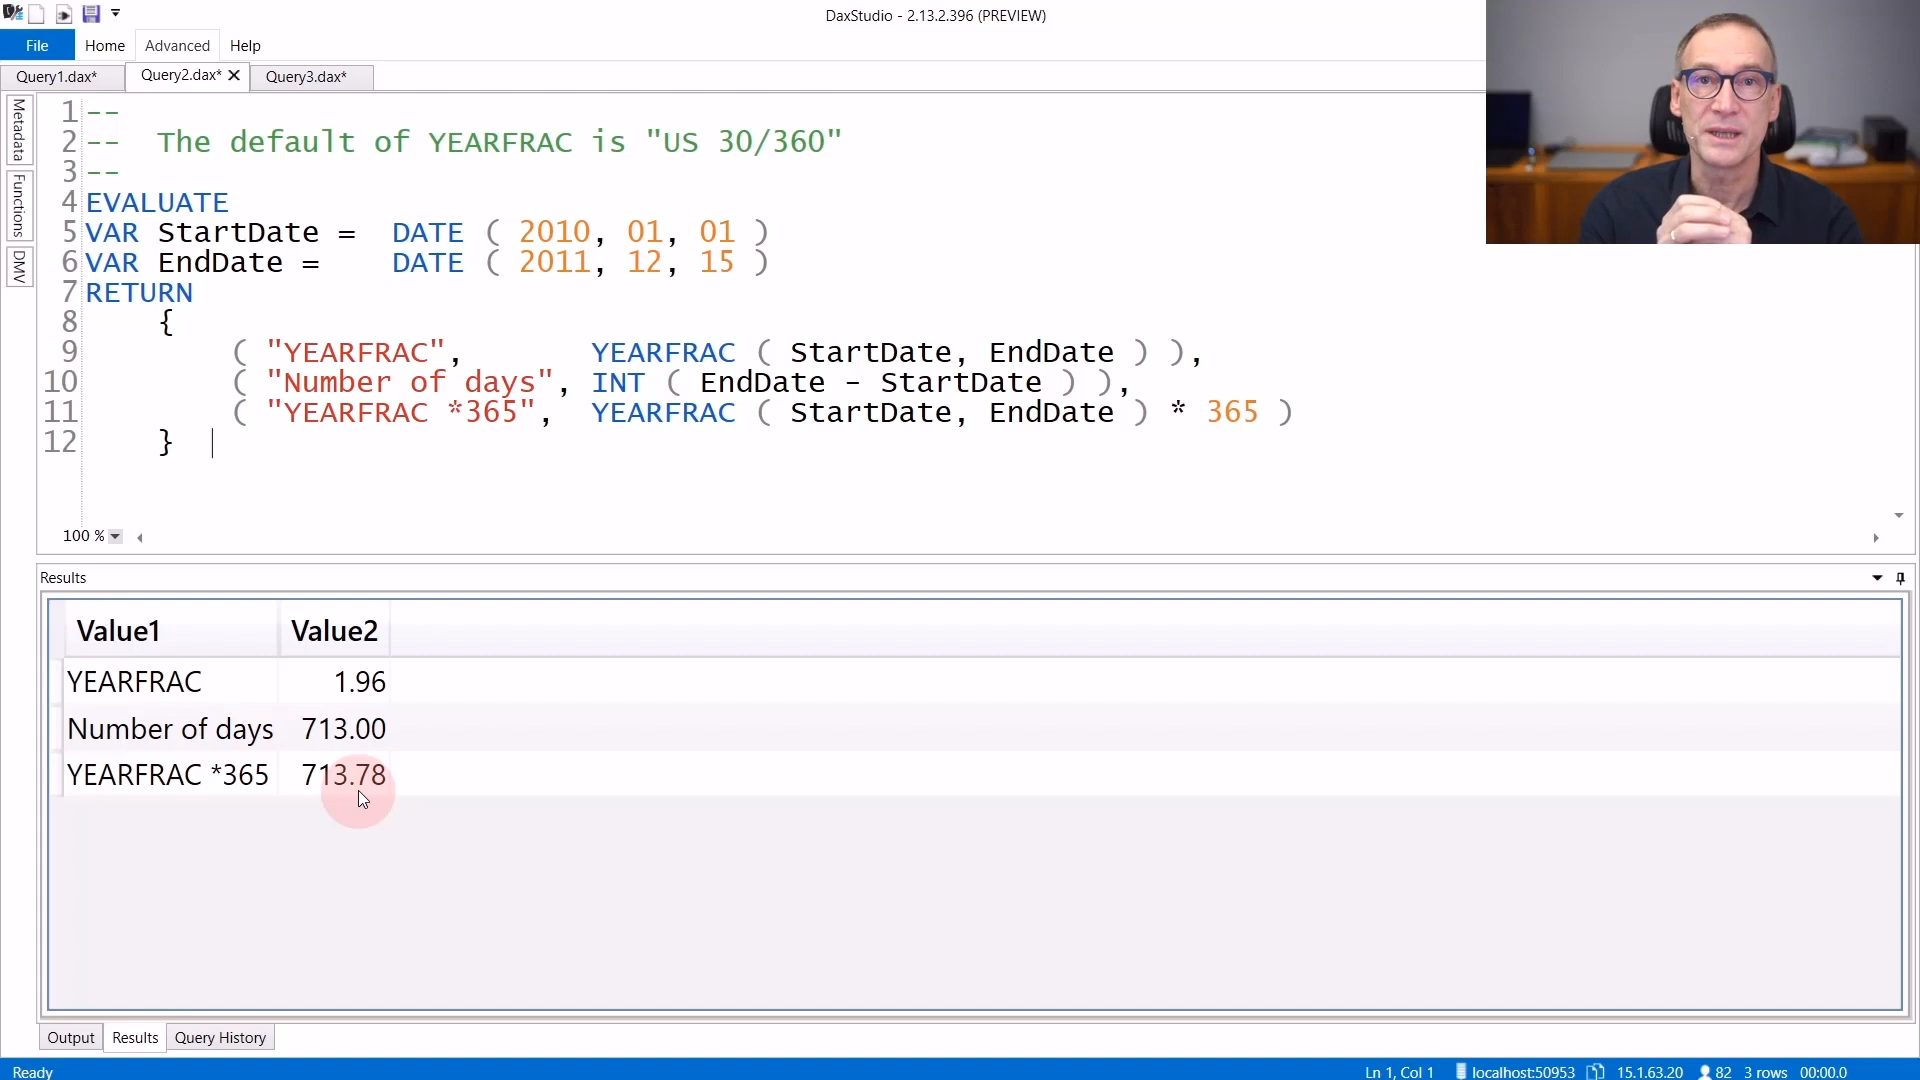 DaxStudio - 2.13.2.396 (PREVIEW)
File Home Advanced Help
Query1.dax* Query2.dax* Query3.dax*
Metadata
Functions
DMV
1 --
2 --  The default of YEARFRAC is "US 30/360"
3 --
4 EVALUATE
5 VAR StartDate =  DATE ( 2010, 01, 01 )
6 VAR EndDate =    DATE ( 2011, 12, 15 )
7 RETURN
8     {
9         ( "YEARFRAC",       YEARFRAC ( StartDate, EndDate ) ),
10         ( "Number of days", INT ( EndDate - StartDate ) ),
11         ( "YEARFRAC *365",  YEARFRAC ( StartDate, EndDate ) * 365 )
12     }
100 %
Results
Value1 Value2
YEARFRAC 1.96
Number of days 713.00
YEARFRAC *365 713.78
Output Results Query History
Ready Ln 1, Col 1 localhost:50953 15.1.63.20 82 3 rows 00:00.0